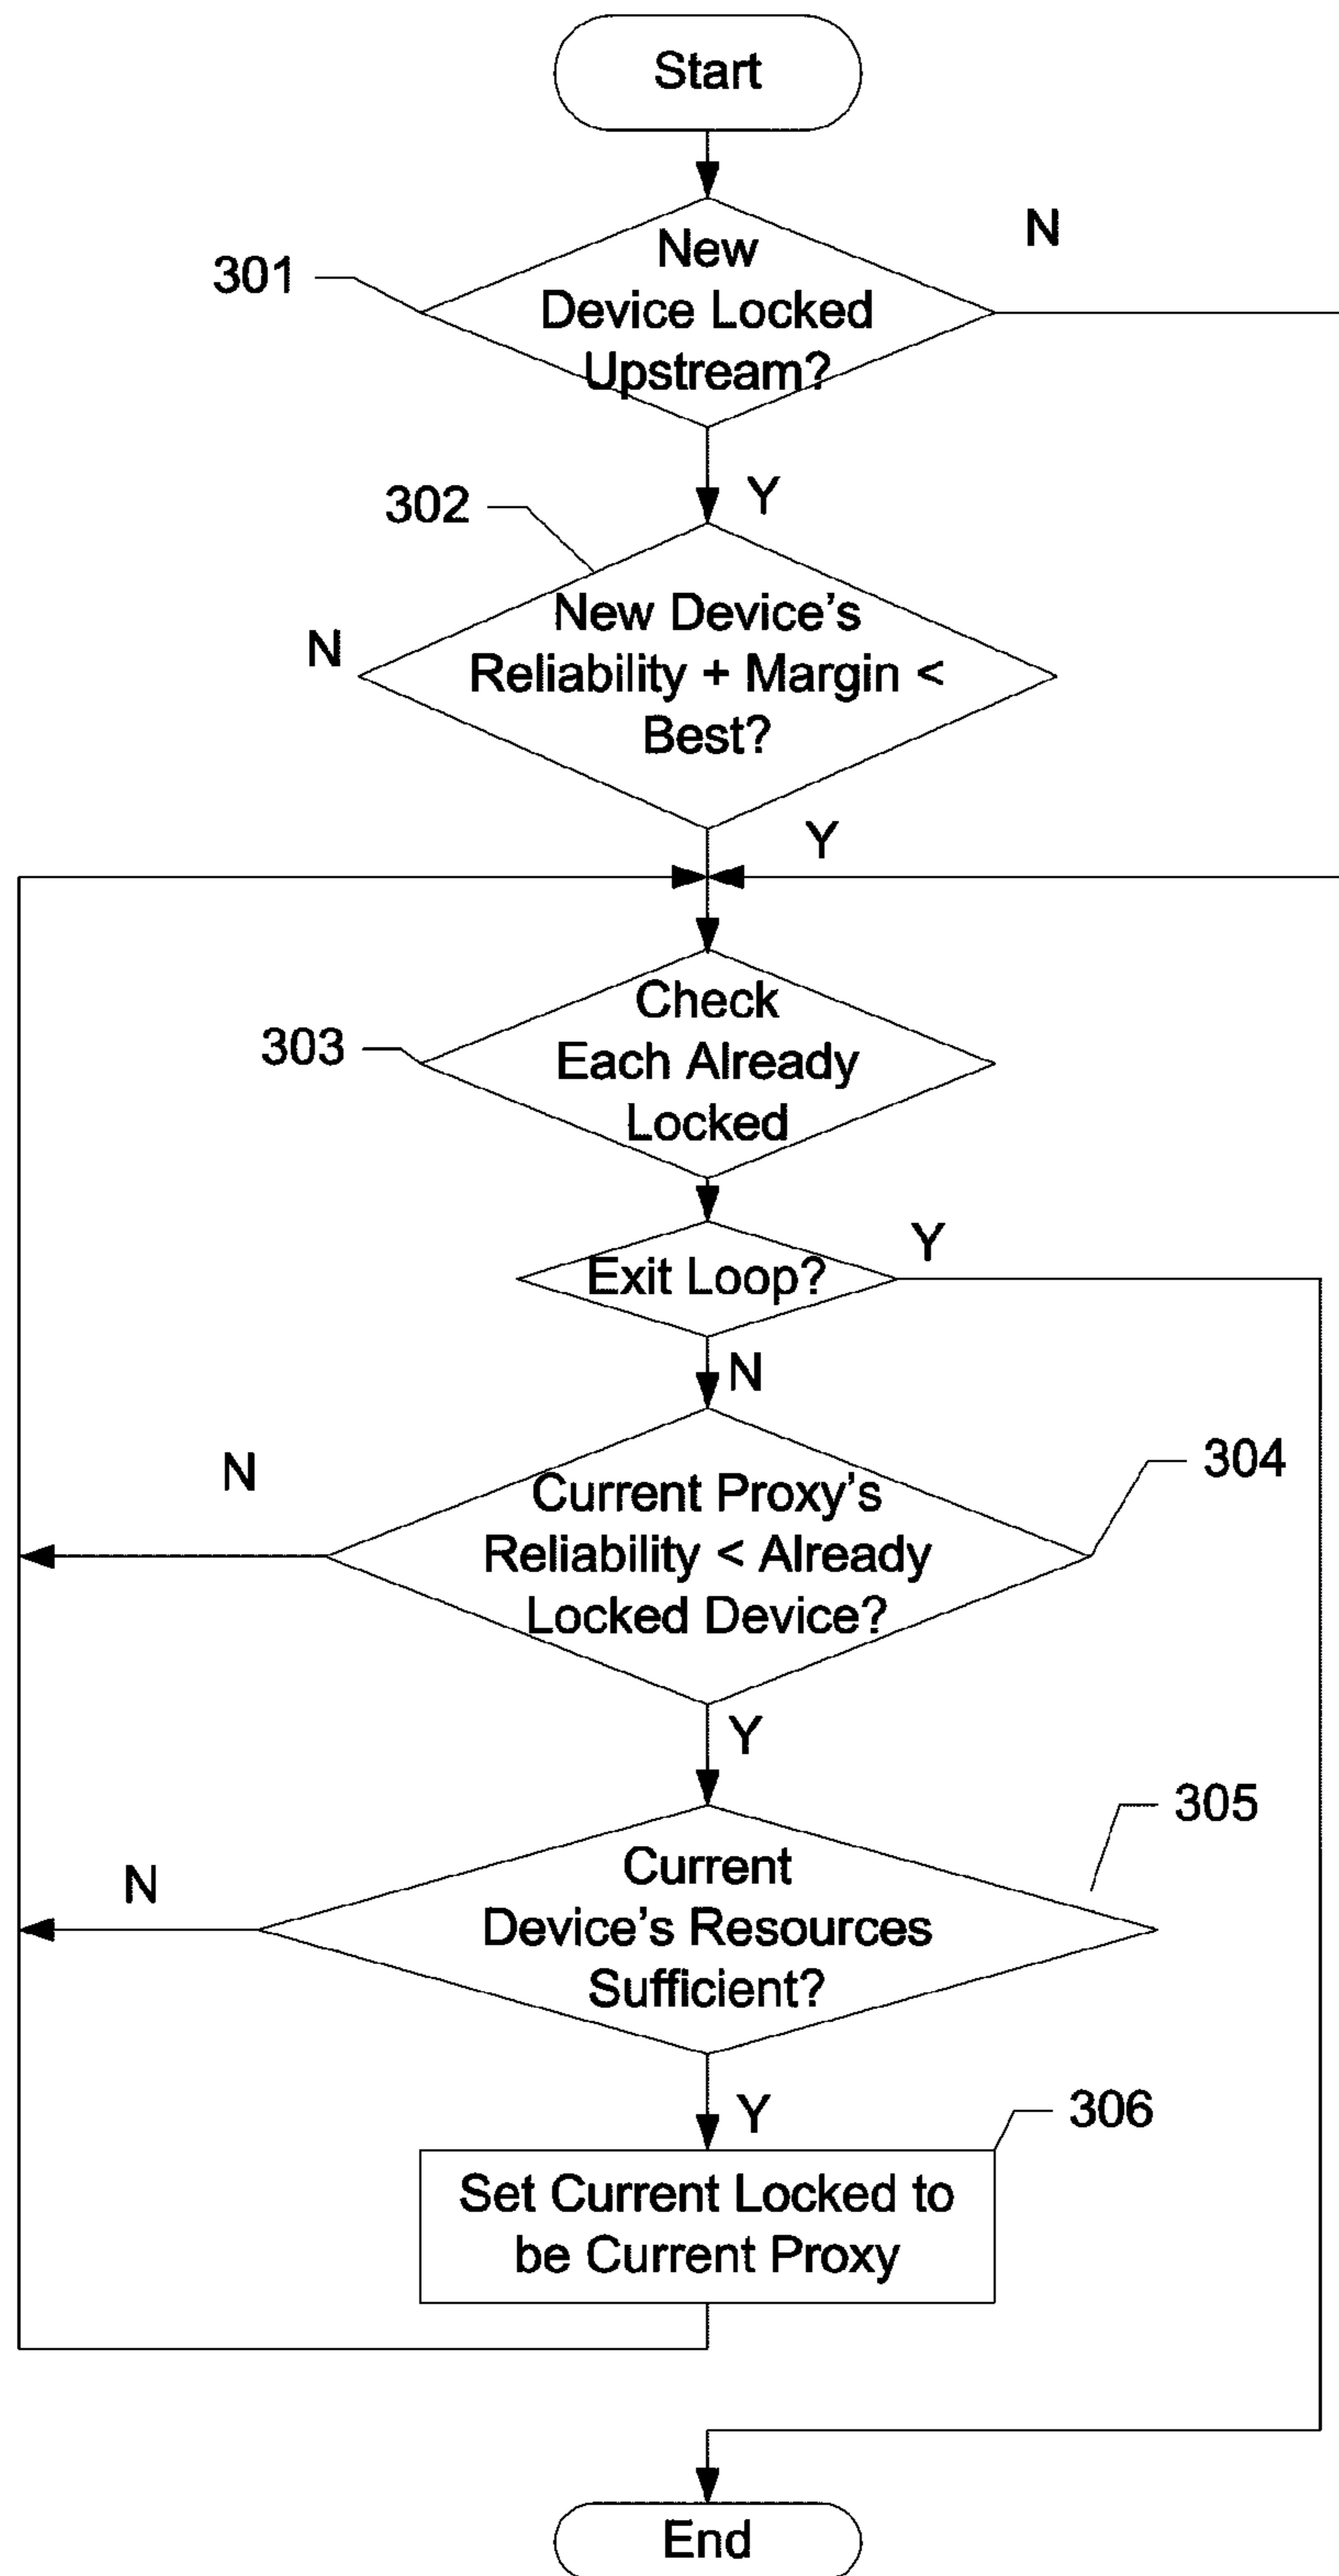 Start
N
301
New
Device Locked
Upstream?
Y
302
N
New Device's
Reliability + Margin <
Best?
Y
303
Check
Each Already
Locked
Y
Exit Loop?
N
N
304
Current Proxy's
Reliability < Already
Locked Device?
Y
305
N
Current
Device's Resources
Sufficient?
Y
306
Set Current Locked to
be Current Proxy
End